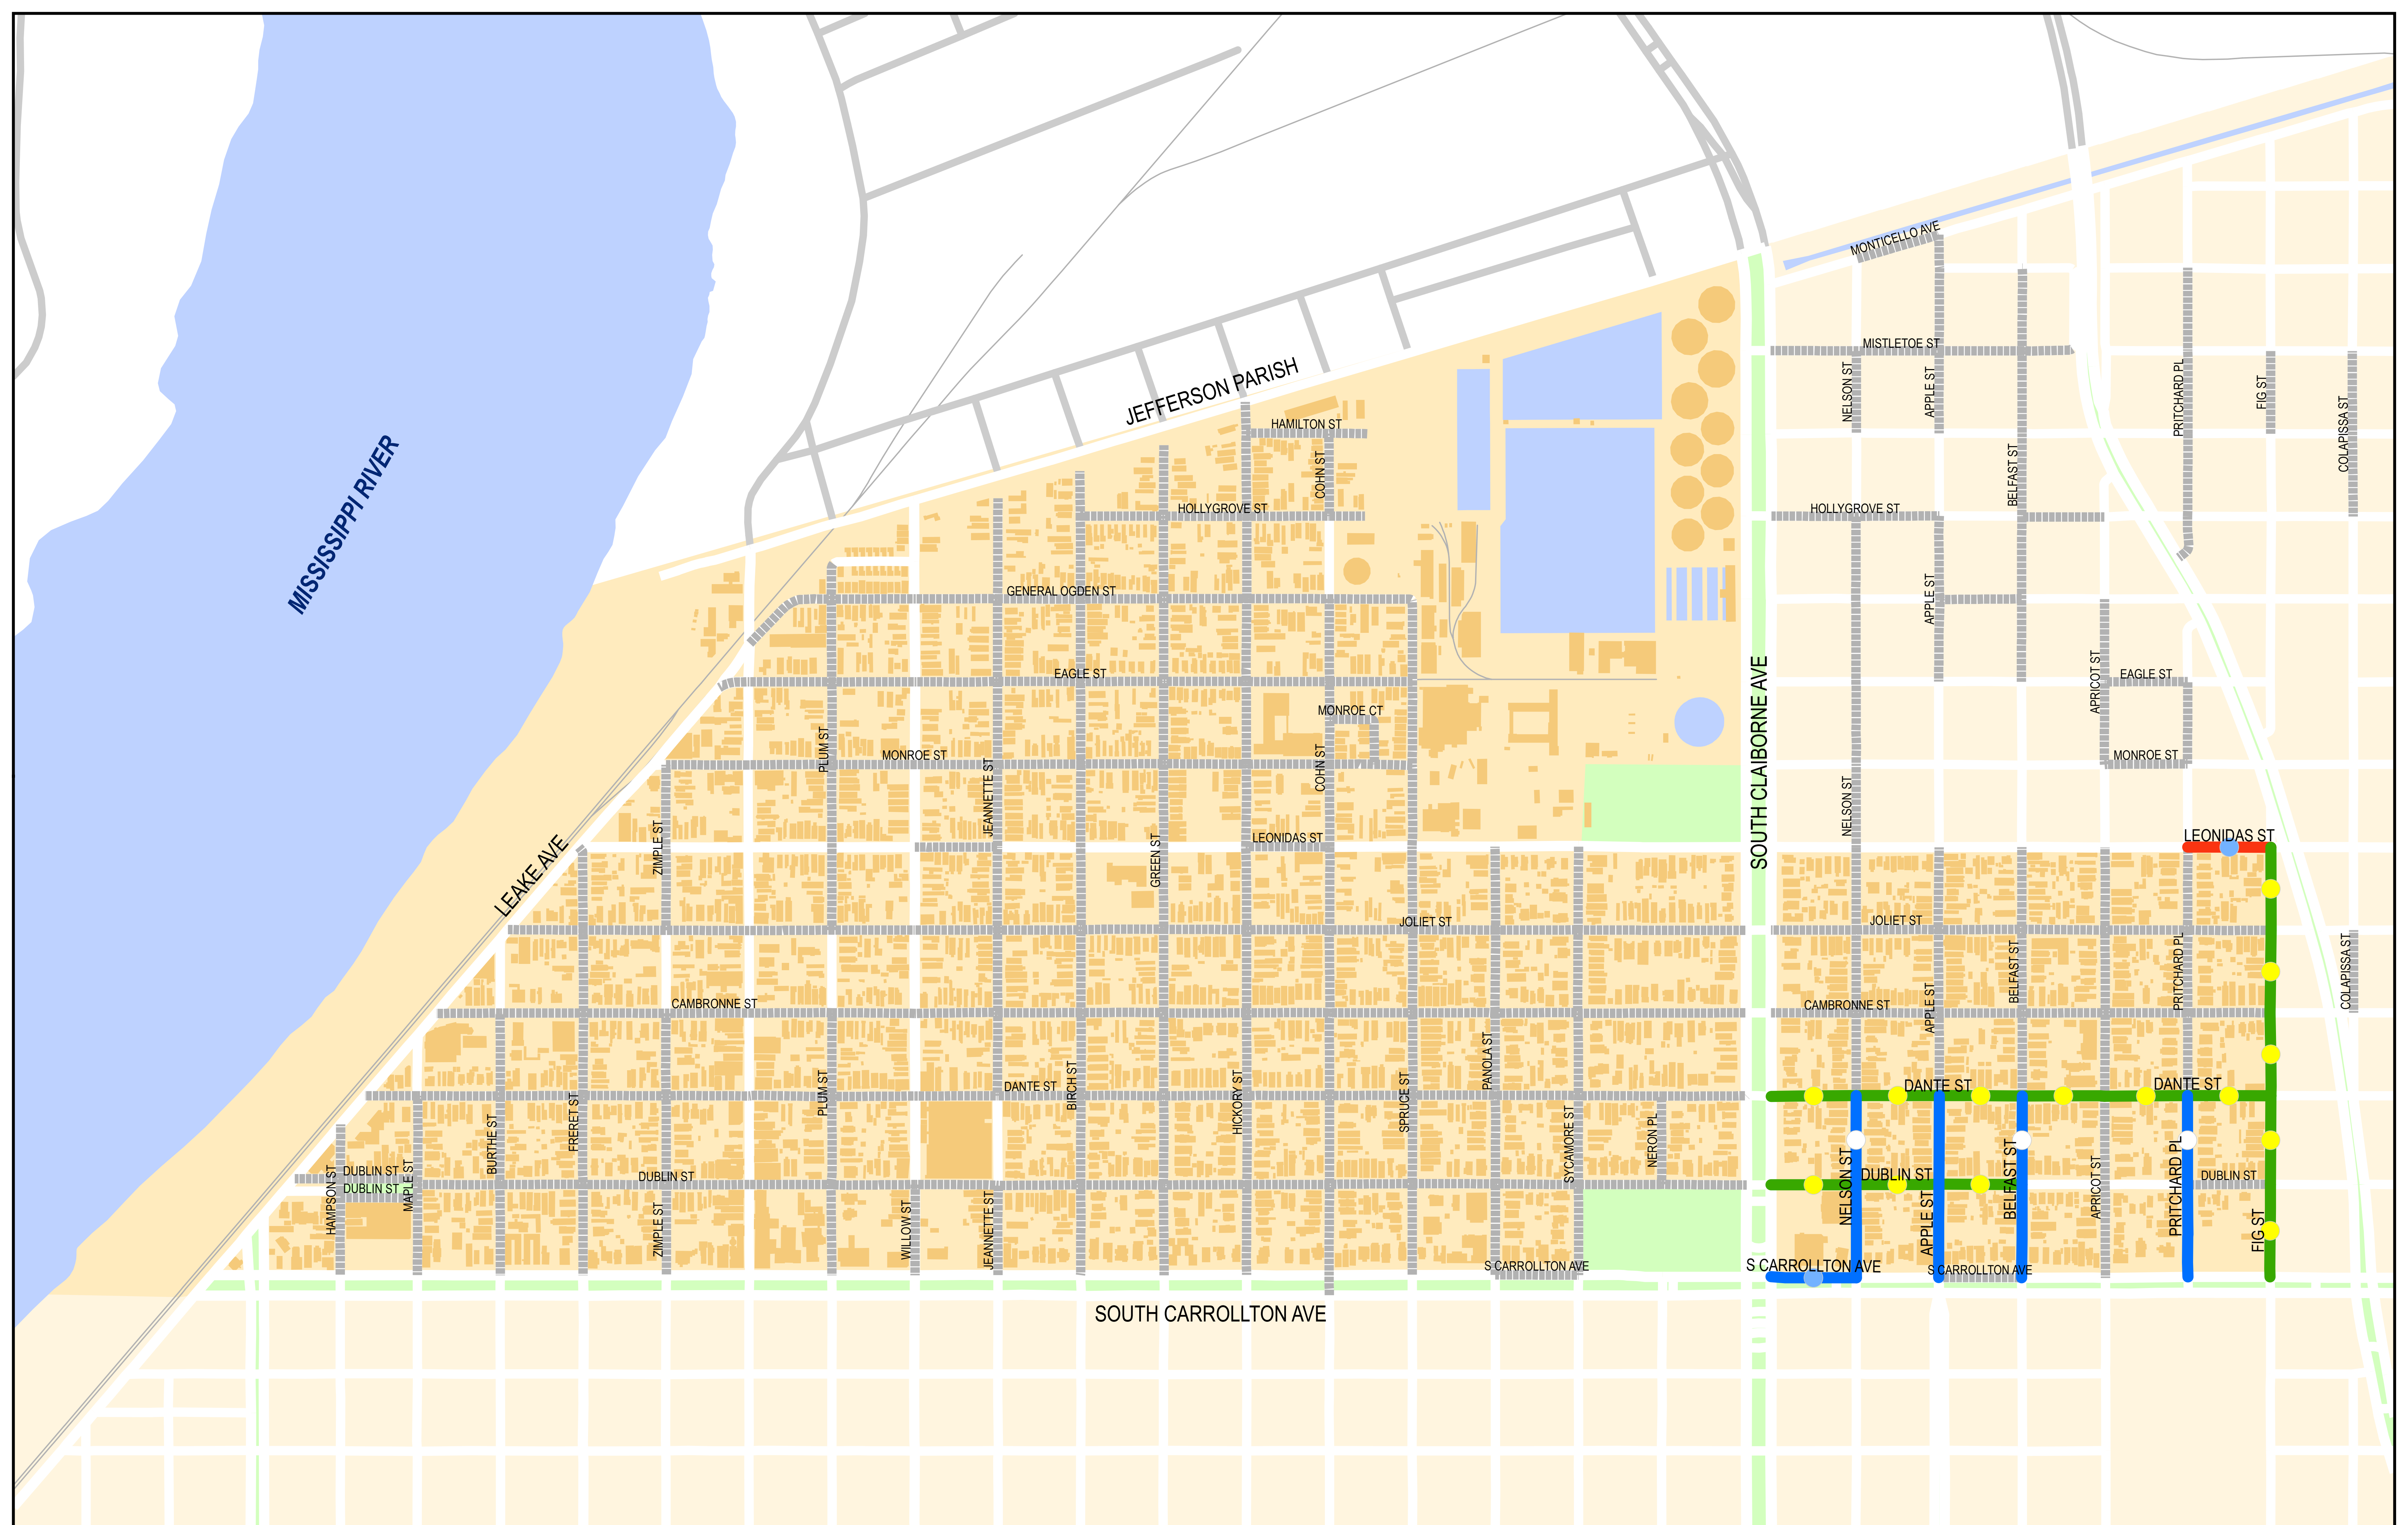 MONTICELLO AVE
MISTLETOE ST
NELSON ST
APPLE ST
PRITCHARD PL
FIG ST
COLAPISSA ST
JEFFERSON PARISH
HAMILTON ST
COHN ST
BELFAST ST
HOLLYGROVE ST
HOLLYGROVE ST
MISSISSIPPI RIVER
GENERAL OGDEN ST
APPLE ST
EAGLE ST
APRICOT ST
EAGLE ST
MONROE CT
PLUM ST
MONROE ST
JEANNETTE ST
COHN ST
SOUTH CLAIBORNE AVE
NELSON ST
MONROE ST
LEAKE AVE
ZIMPLE ST
GREEN ST
LEONIDAS ST
LEONIDAS ST
JOLIET ST
JOLIET ST
BELFAST ST
PRITCHARD PL
COLAPISSA ST
CAMBRONNE ST
CAMBRONNE ST
APPLE ST
DANTE ST
BIRCH ST
PANOLA ST
DANTE ST
DANTE ST
PLUM ST
HICKORY ST
SPRUCE ST
BURTHE ST
FRERET ST
SYCAMORE ST
NERON PL
HAMPSON ST
DUBLIN ST
DUBLIN ST
MAPLE ST
DUBLIN ST
ZIMPLE ST
WILLOW ST
JEANNETTE ST
NELSON ST
DUBLIN ST
APPLE ST
BELFAST ST
APRICOT ST
PRITCHARD PL
DUBLIN ST
FIG ST
S CARROLLTON AVE
S CARROLLTON AVE
S CARROLLTON AVE
SOUTH CARROLLTON AVE